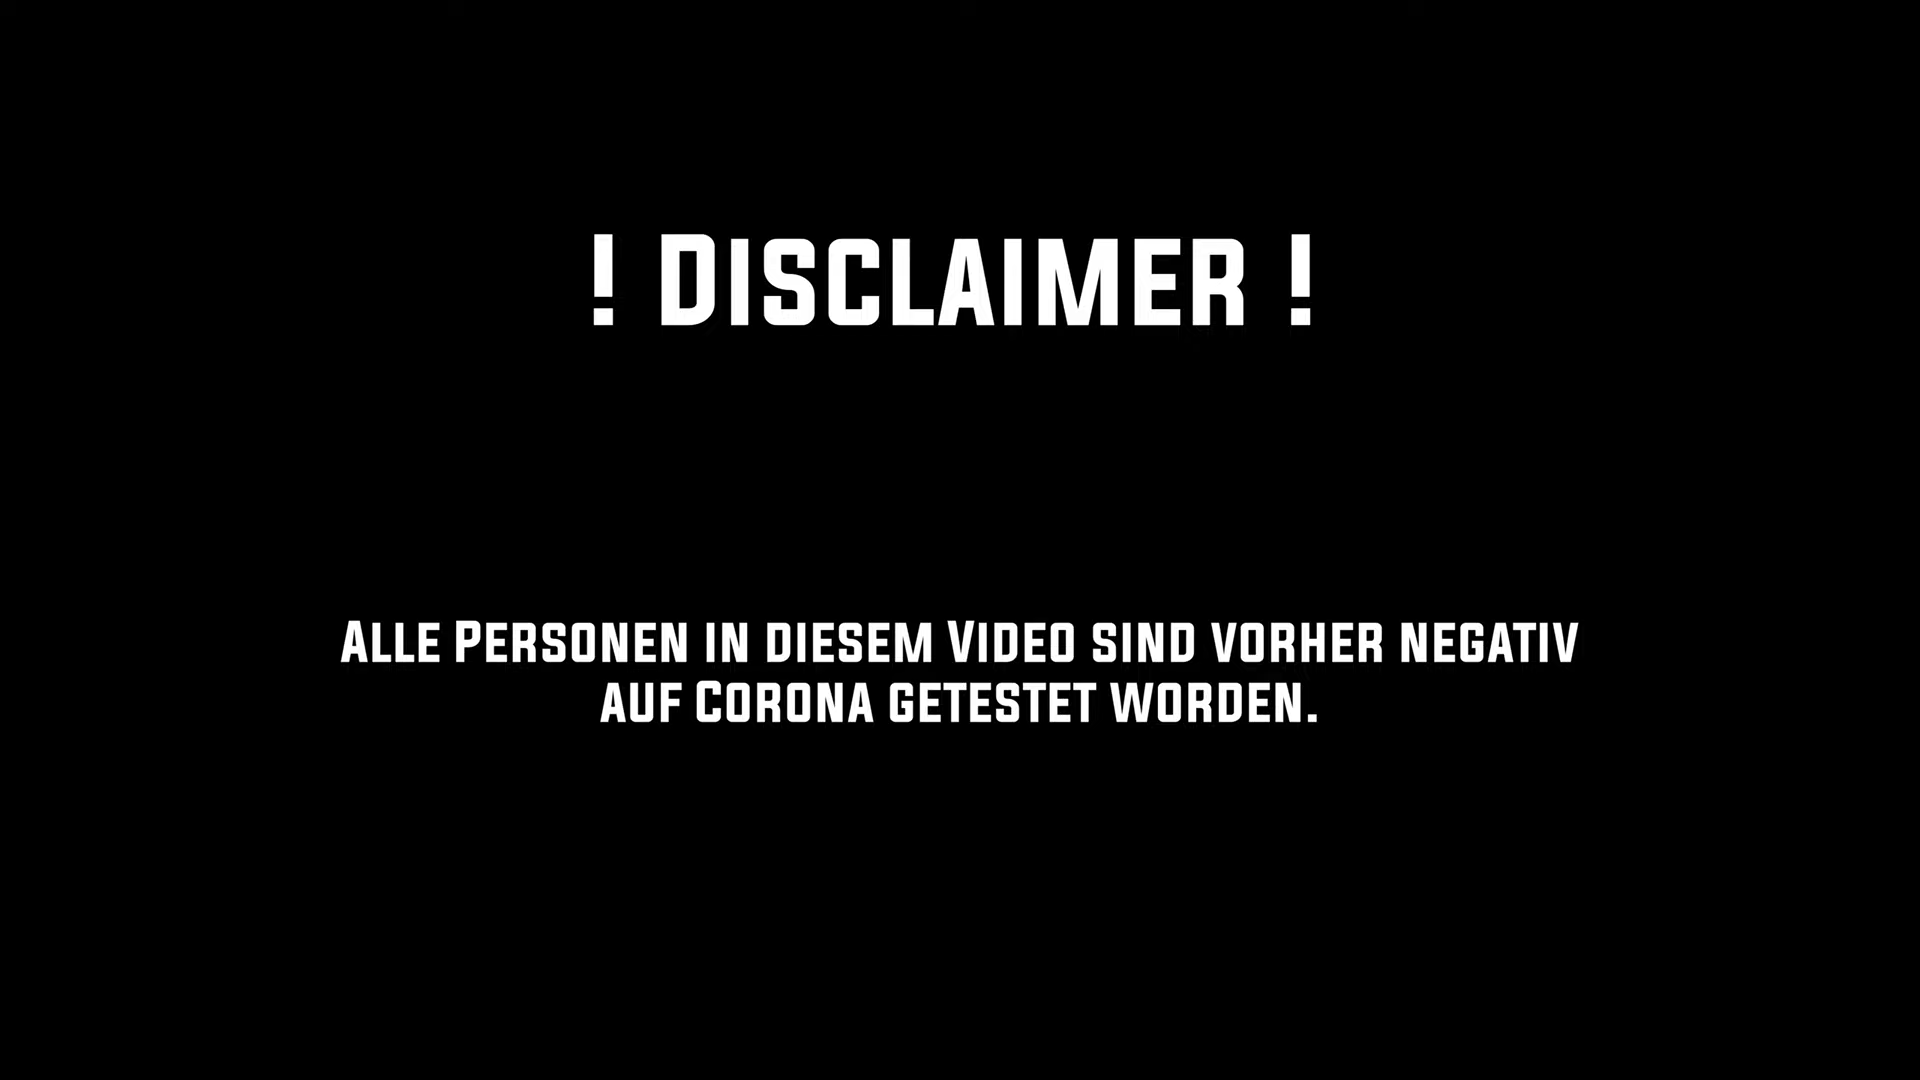 ! Disclaimer !
Alle Personen in diesem Video sind vorher negativ
auf Corona getestet worden.